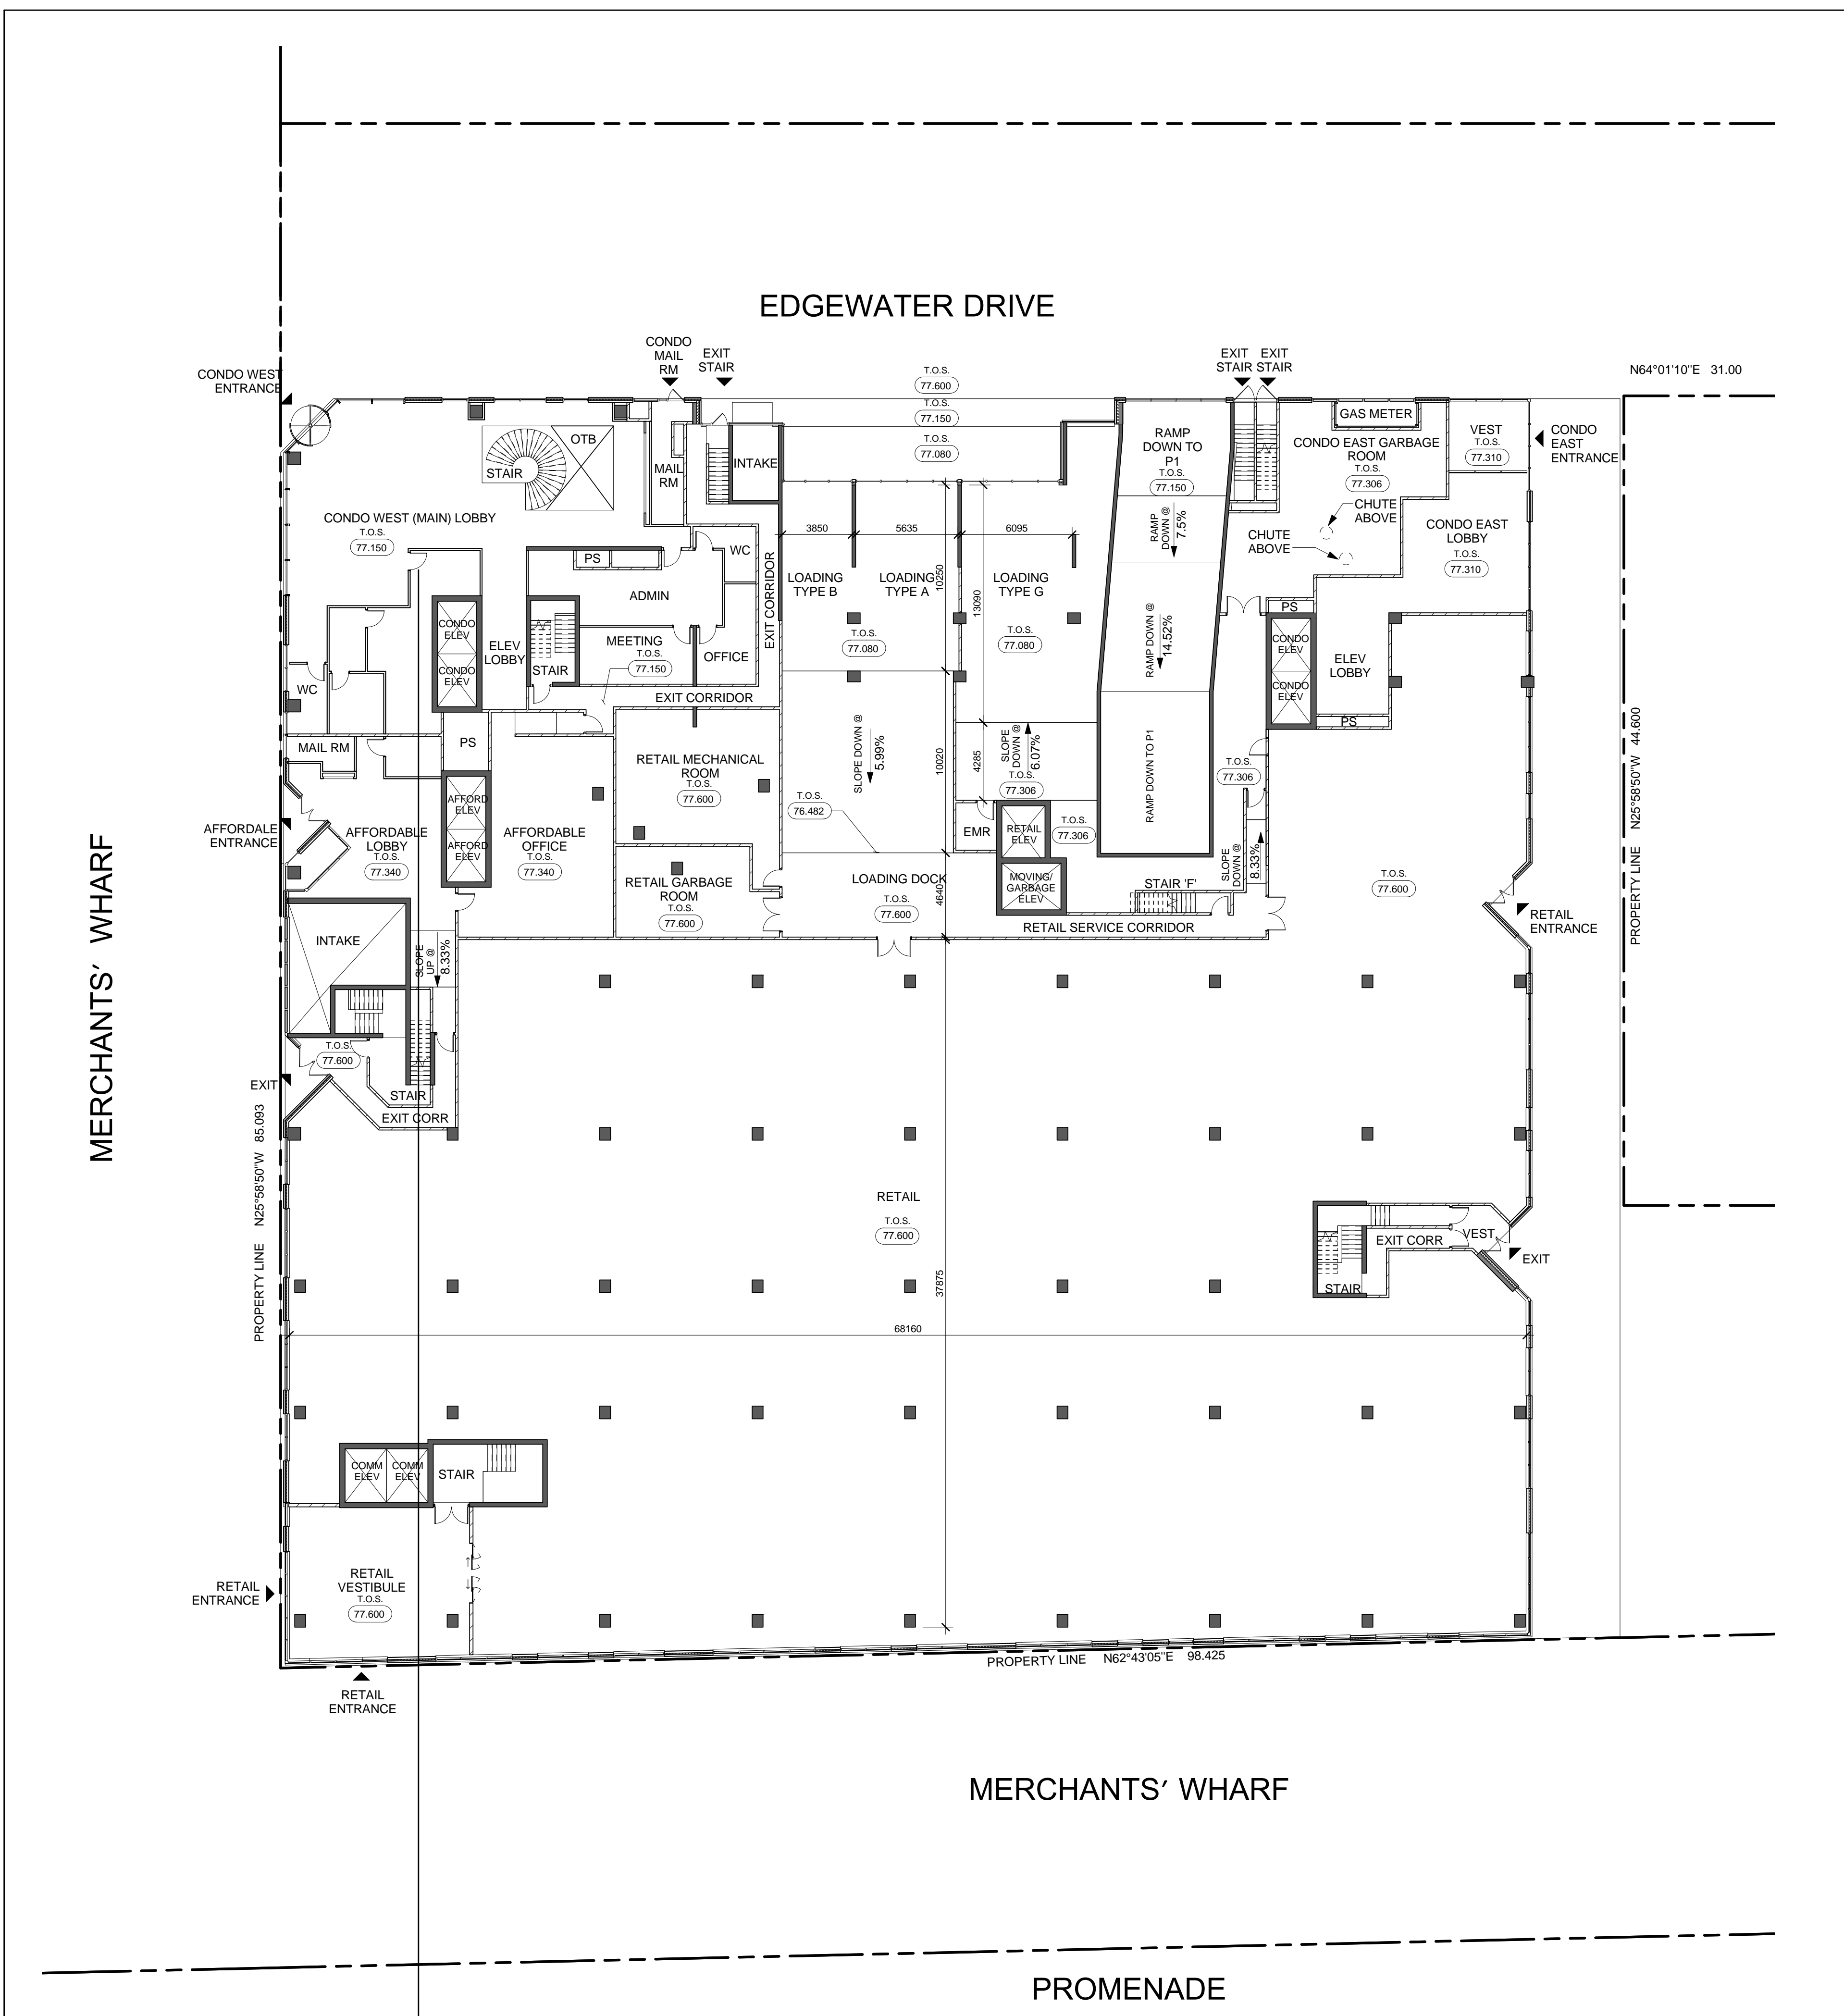 EDGEWATER DRIVE
CONDO WEST
ENTRANCE
CONDO
MAIL
RM
EXIT
STAIR
T.O.S.
77.600
T.O.S.
77.150
T.O.S.
77.080
EXIT
STAIR
EXIT
STAIR
N64°01'10"E 31.00
OTB
STAIR
MAIL
RM
INTAKE
RAMP
DOWN TO
P1
T.O.S.
77.150
GAS METER
CONDO EAST GARBAGE
ROOM
T.O.S.
77.306
VEST
T.O.S.
77.310
CONDO
EAST
ENTRANCE
CONDO WEST (MAIN) LOBBY
T.O.S.
77.150
3850
5635
6095
RAMP
DOWN @
7.5%
CHUTE
ABOVE
CHUTE
ABOVE
CONDO EAST
LOBBY
T.O.S.
77.310
PS
WC
ADMIN
EXIT CORRIDOR
LOADING
TYPE B
LOADING
TYPE A
10250
13090
LOADING
TYPE G
PS
CONDO
ELEV
CONDO
ELEV
ELEV
LOBBY
STAIR
MEETING
T.O.S.
77.150
OFFICE
T.O.S.
77.080
T.O.S.
77.080
RAMP DOWN @
14.52%
CONDO
ELEV
CONDO
ELEV
ELEV
LOBBY
WC
EXIT CORRIDOR
PS
MAIL RM
PS
RETAIL MECHANICAL
ROOM
T.O.S.
77.600
SLOPE DOWN @
5.99%
10020
4285
SLOPE
DOWN @
6.07%
T.O.S.
77.306
RAMP DOWN TO P1
T.O.S.
77.306
PROPERTY LINE N25°58'50"W 44.600
AFFORDALE
ENTRANCE
AFFORDABLE
LOBBY
T.O.S.
77.340
AFFORD
ELEV
AFFORD
ELEV
AFFORDABLE
OFFICE
T.O.S.
77.340
T.O.S.
76.482
EMR
RETAIL
ELEV
T.O.S.
77.306
SLOPE
DOWN @
8.33%
RETAIL GARBAGE
ROOM
T.O.S.
77.600
LOADING DOCK
T.O.S.
77.600
4640
MOVING/
GARBAGE
ELEV
STAIR 'F'
RETAIL SERVICE CORRIDOR
T.O.S.
77.600
RETAIL
ENTRANCE
MERCHANTS' WHARF
INTAKE
SLOPE
UP @
8.33%
T.O.S.
77.600
EXIT
STAIR
EXIT CORR
PROPERTY LINE N25°58'50"W 85.093
RETAIL
T.O.S.
77.600
37875
68160
EXIT CORR
VEST
EXIT
STAIR
COMM
ELEV
COMM
ELEV
STAIR
RETAIL
ENTRANCE
RETAIL
VESTIBULE
T.O.S.
77.600
PROPERTY LINE N62°43'05"E 98.425
RETAIL
ENTRANCE
MERCHANTS' WHARF
PROMENADE